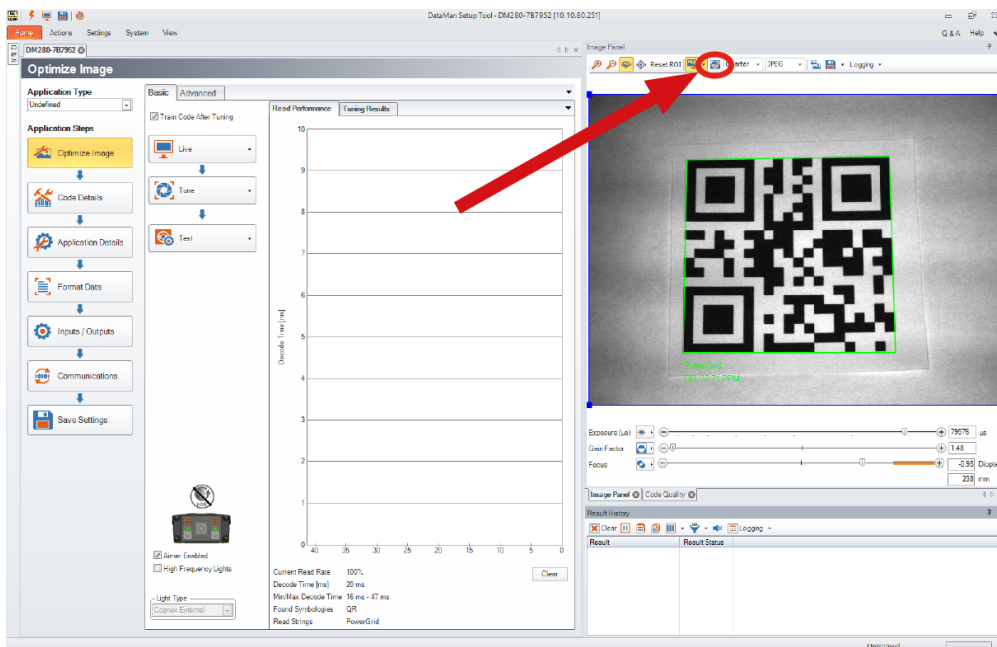 DataMan Setup Tool - DM280-7B7952 [10.10.80.251]
Home Actions Settings System View
Q & A Help
DM280-7B7952
Optimize Image
Application Type
Undefined
Application Steps
Optimize Image
Code Details
Application Details
Format Data
Inputs / Outputs
Communications
Save Settings
Basic Advanced
Train Code After Tuning
Live
Tune
Test
Aimer Enabled
High Frequency Lights
Light Type
Cognex External
Read Performance Tuning Results
Decode Time [ms]
10
9
8
7
6
5
4
3
2
1
0
40 35 30 25 20 15 10 5 0
Current Read Rate 100%
Decode Time [ms] 20 ms
Min/Max Decode Time 16 ms - 47 ms
Found Symbologies QR
Read Strings PowerGrid
Clear
Image Panel
Reset ROI JPEG Logging
PowerGrid
Exposure (μs) 79576 μs
Gain Factor 1.48
Focus -0.95 Diopte
238 mm
Image Panel Code Quality
Result History
Clear Logging
Result Result Status
Untrained